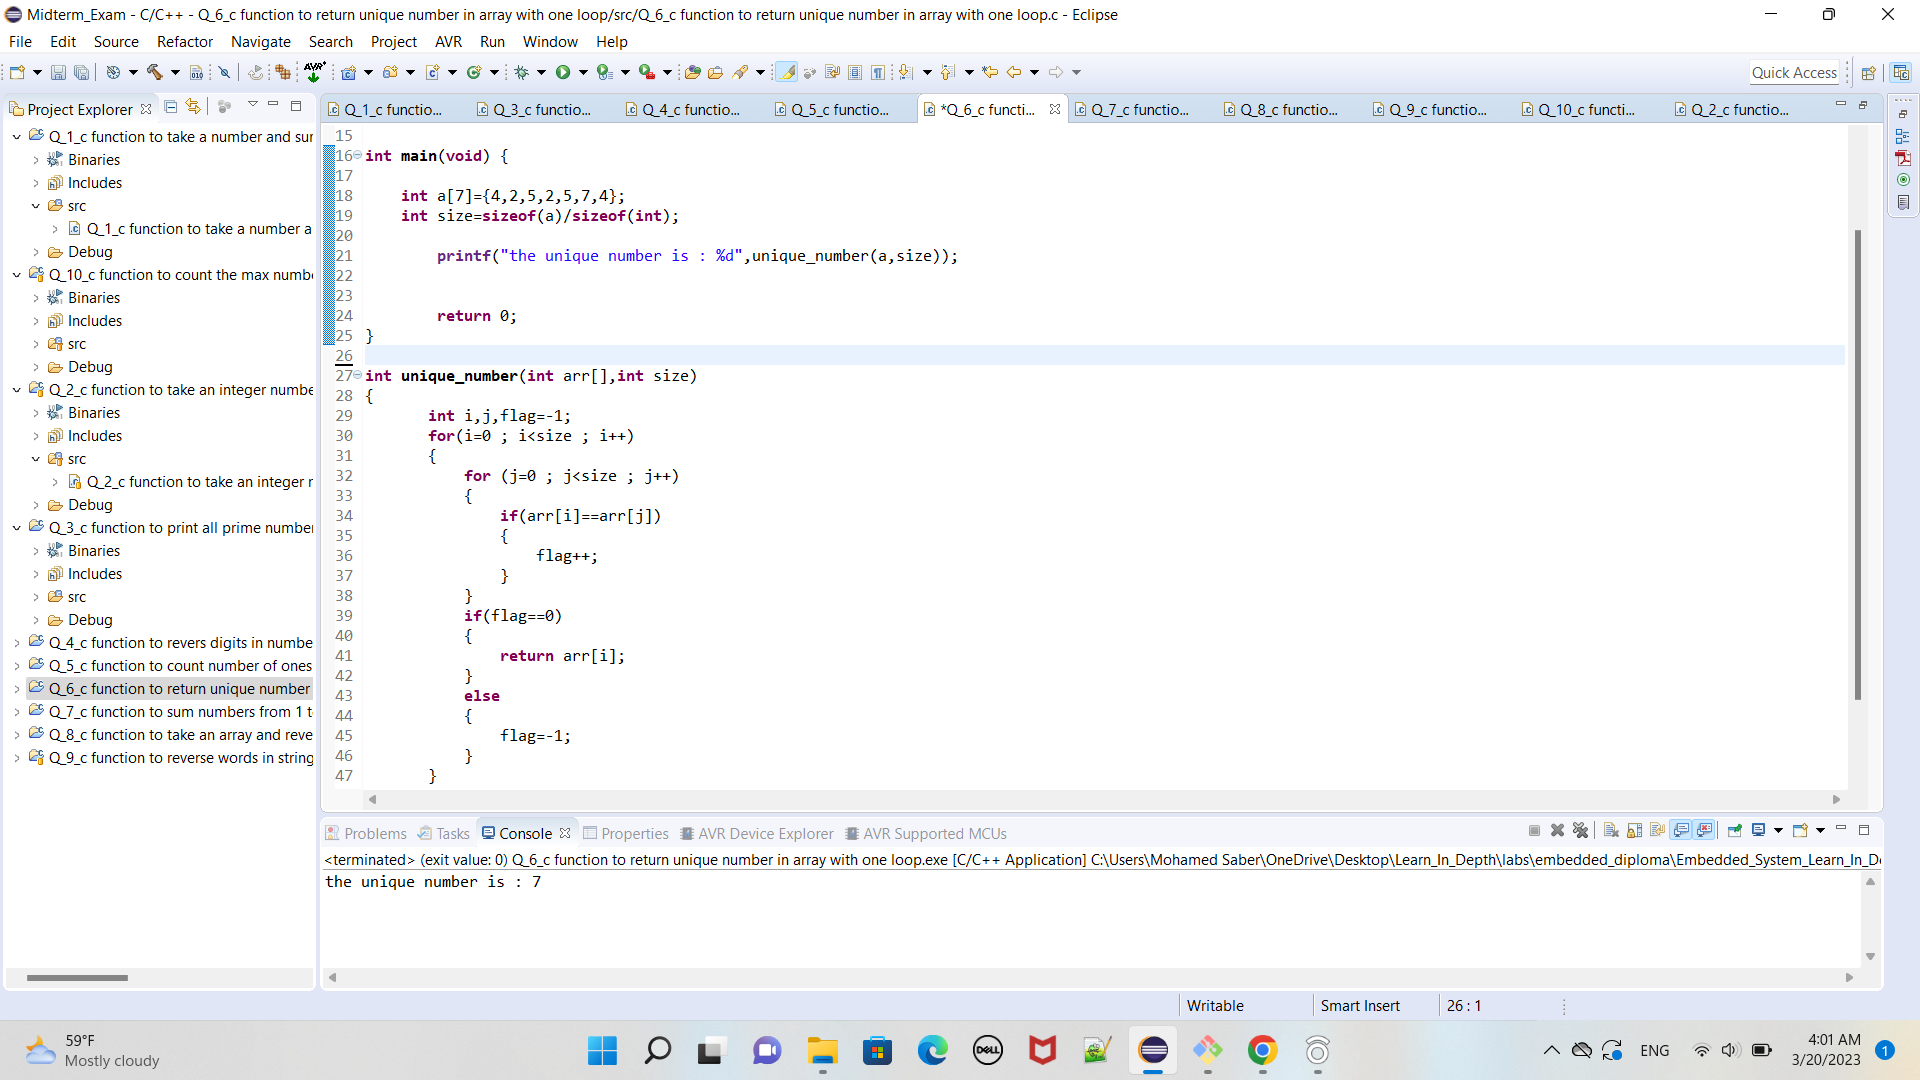 Midterm_Exam - C/C++ - Q_6_c function to return unique number in array with one loop/src/Q_6_c function to return unique number in array with one loop.c - Eclipse
File Edit Source Refactor Navigate Search Project AVR Run Window Help
Quick Access
Project Explorer
Q_1_c function to take a number and sur
Binaries
Includes
src
Q_1_c function to take a number a
Debug
Q_10_c function to count the max numb
Binaries
Includes
src
Debug
Q_2_c function to take an integer numbe
Binaries
Includes
src
Q_2_c function to take an integer r
Debug
Q_3_c function to print all prime number
Binaries
Includes
src
Debug
Q_4_c function to revers digits in numbe
Q_5_c function to count number of ones
Q_6_c function to return unique number
Q_7_c function to sum numbers from 1 t
Q_8_c function to take an array and reve
Q_9_c function to reverse words in string
Q_1_c functio... Q_3_c functio... Q_4_c functio... Q_5_c functio... *Q_6_c functi... Q_7_c functio... Q_8_c functio... Q_9_c functio... Q_10_c functi... Q_2_c functio...
15
16 int main(void) {
17
18 int a[7]={4,2,5,2,5,7,4};
19 int size=sizeof(a)/sizeof(int);
20
21 printf("the unique number is : %d",unique_number(a,size));
22
23
24 return 0;
25 }
26
27 int unique_number(int arr[],int size)
28 {
29 int i,j,flag=-1;
30 for(i=0 ; i<size ; i++)
31 {
32 for (j=0 ; j<size ; j++)
33 {
34 if(arr[i]==arr[j])
35 {
36 flag++;
37 }
38 }
39 if(flag==0)
40 {
41 return arr[i];
42 }
43 else
44 {
45 flag=-1;
46 }
47 }
Problems Tasks Console Properties AVR Device Explorer AVR Supported MCUs
<terminated> (exit value: 0) Q_6_c function to return unique number in array with one loop.exe [C/C++ Application] C:\Users\Mohamed Saber\OneDrive\Desktop\Learn_In_Depth\labs\embedded_diploma\Embedded_System_Learn_In_D
the unique number is : 7
Writable Smart Insert 26 : 1
59°F
Mostly cloudy
DELL
ENG
4:01 AM
3/20/2023
1